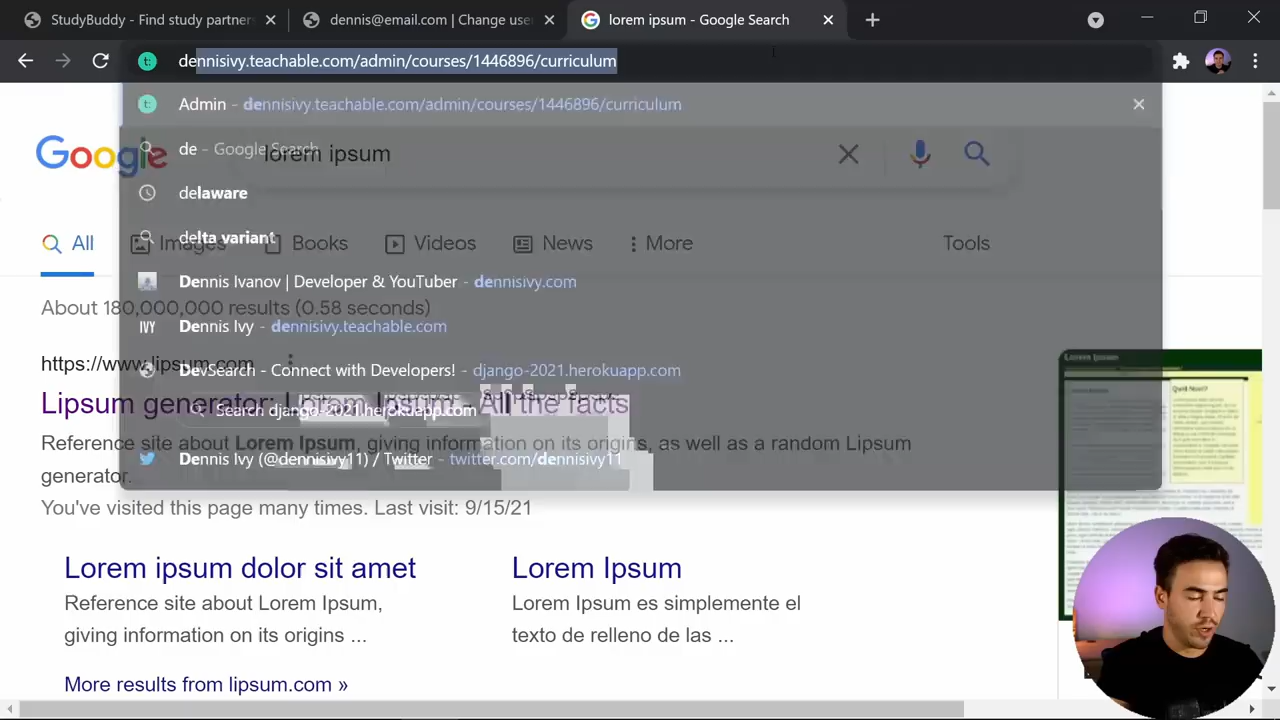 StudyBuddy - Find study partners
dennis@email.com | Change use
lorem ipsum - Google Search
dennisivy.teachable.com/admin/courses/1446896/curriculum
Admin - dennisivy.teachable.com/admin/courses/1446896/curriculum
de - Google Search
Google
lorem ipsum
delaware
delta variant
All
Images
Books
Videos
News
More
Tools
Dennis Ivanov | Developer & YouTuber - dennisivy.com
About 180,000,000 results (0.58 seconds)
IVY Dennis Ivy - dennisivy.teachable.com
https://www.lipsum.com
DevSearch - Connect with Developers! - django-2021.herokuapp.com
Lipsum generator: Lorem Ipsum - All the facts
Search django-2021.herokuapp.com
Reference site about Lorem Ipsum, giving information on its origins, as well as a random Lipsum
generator.
Dennis Ivy (@dennisivy11) / Twitter - twitter.com/dennisivy11
You've visited this page many times. Last visit: 9/15/21
Lorem Ipsum
Lorem ipsum dolor sit amet
Reference site about Lorem Ipsum,
giving information on its origins ...
Lorem Ipsum
Lorem Ipsum es simplemente el
texto de relleno de las ...
More results from lipsum.com »